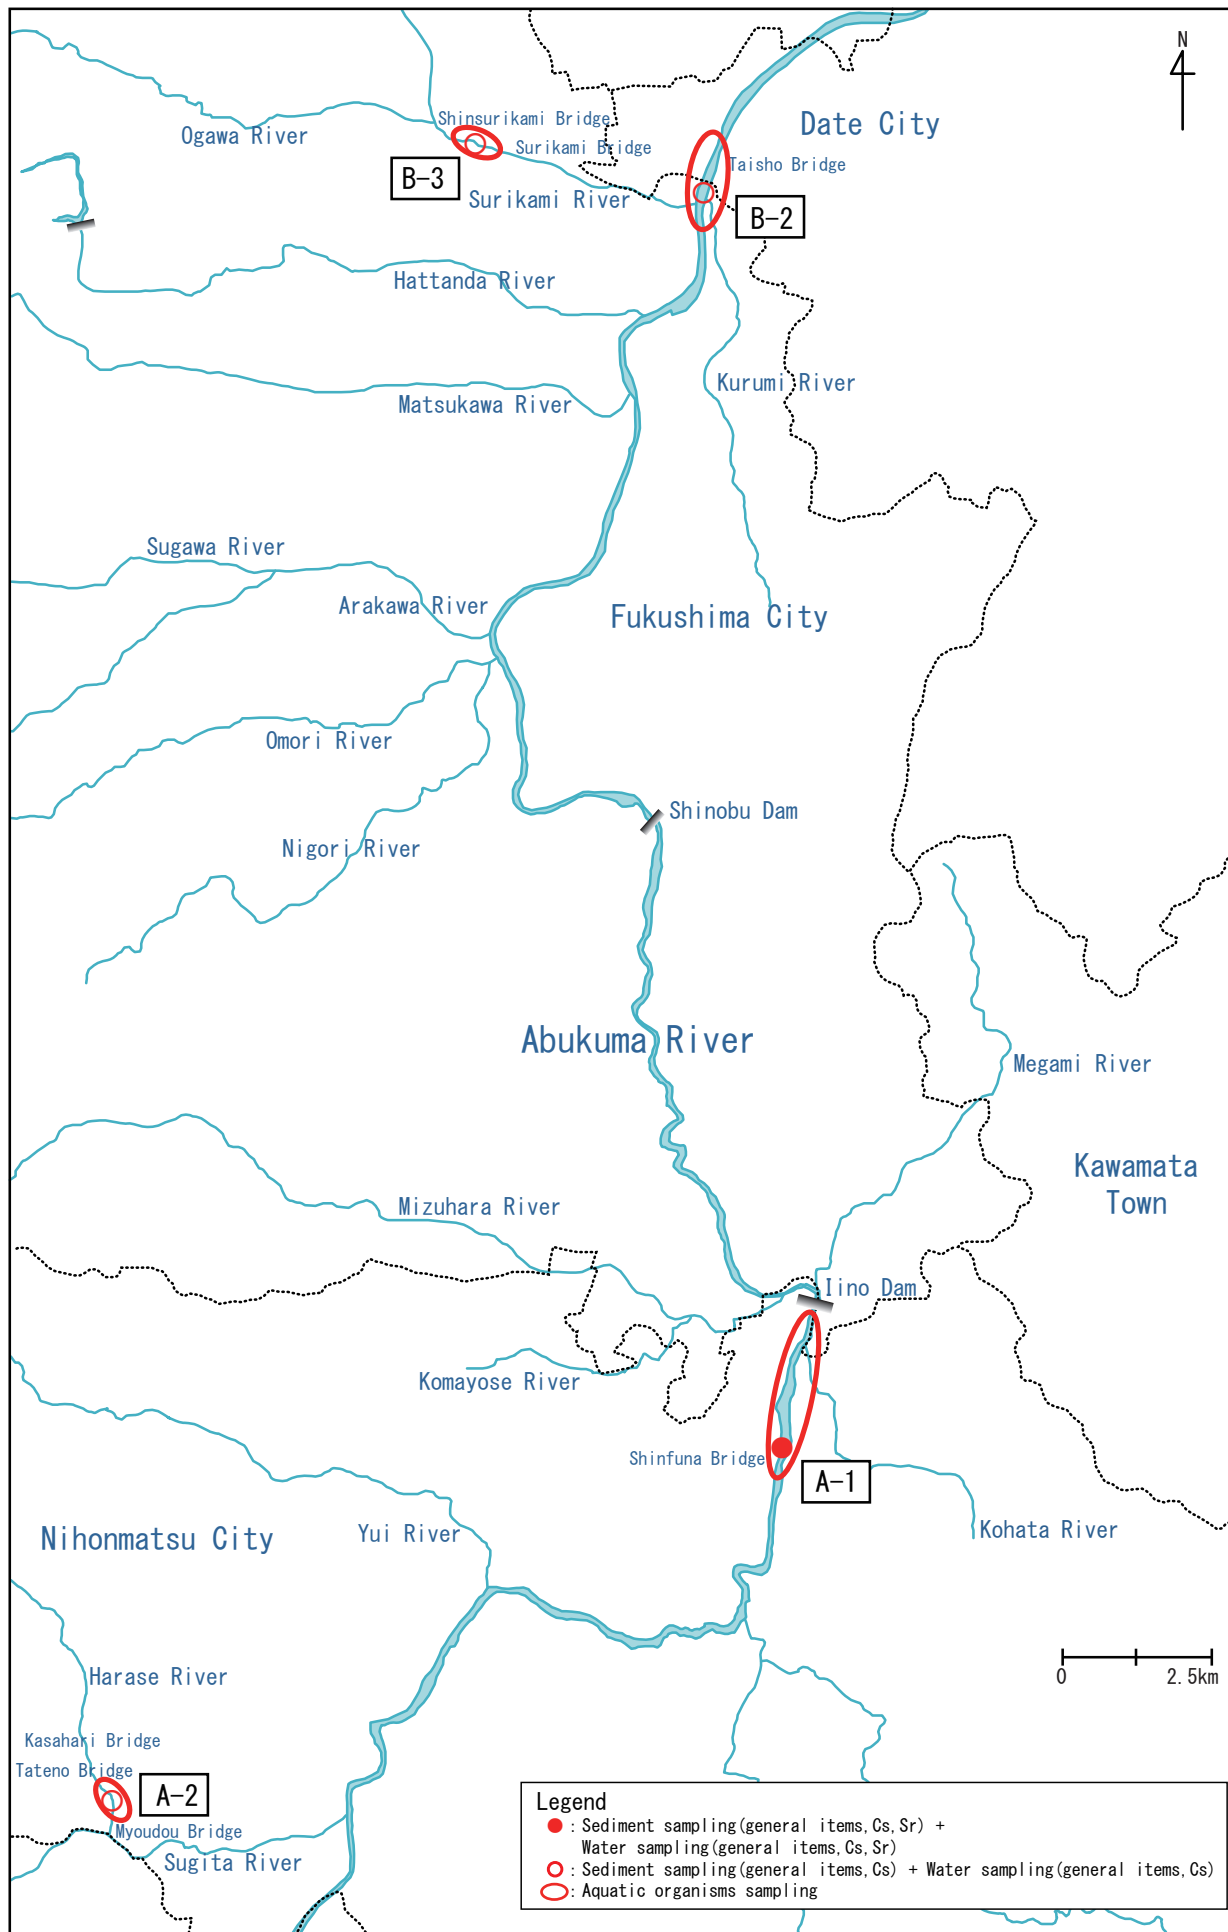 N
Date City
Shinsurikami Bridge
Ogawa River
Surikami Bridge
Taisho Bridge
B-3
Surikami River
B-2
Hattanda River
Kurumi River
Matsukawa River
Sugawa River
Arakawa River
Fukushima City
Omori River
Shinobu Dam
Nigori River
Abukuma River
Megami River
Kawamata
Town
Mizuhara River
Iino Dam
Komayose River
Shinfuna Bridge
A-1
Kohata River
Yui River
Nihonmatsu City
Harase River
0 2.5km
Kasahari Bridge
Tateno Bridge
A-2
Myoudou Bridge
Sugita River
Legend
: Sediment sampling(general items,Cs,Sr) +
Water sampling(general items,Cs,Sr)
: Sediment sampling(general items,Cs) + Water sampling(general items,Cs)
: Aquatic organisms sampling